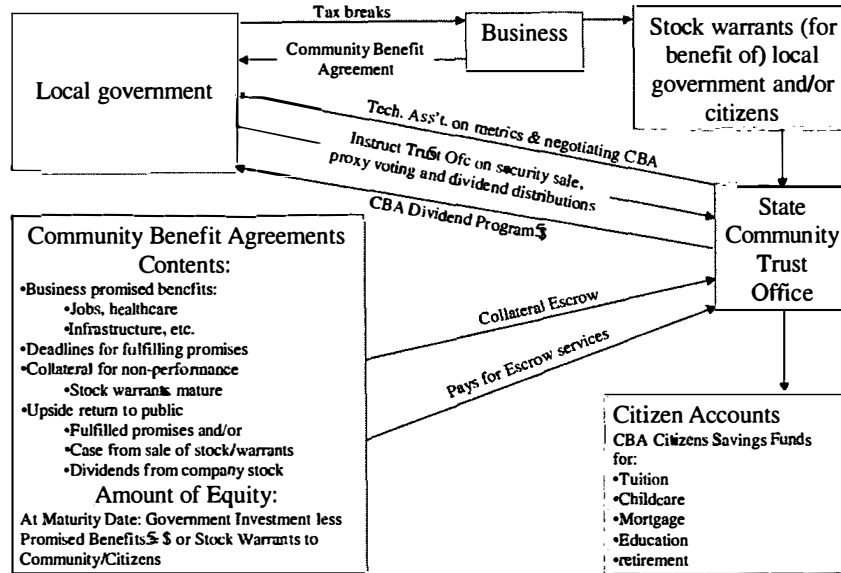 Tax breaks
Business
Stock warrants (for
benefit of) local
government and/or
citizens
Community Benefit
Agreement
Local government
Tech. Ass't. on metrics & negotiating CBA
Instruct Trust Ofc on security sale,
proxy voting and dividend distributions
CBA Dividend Program $
State
Community
Trust
Office
Community Benefit Agreements
Contents:
•Business promised benefits:
•Jobs, healthcare
•Infrastructure, etc.
•Deadlines for fulfilling promises
•Collateral for non-performance
•Stock warrants mature
•Upside return to public
•Fulfilled promises and/or
•Case from sale of stock/warrants
•Dividends from company stock
Amount of Equity:
At Maturity Date: Government Investment less
Promised Benefits $ or Stock Warrants to
Community/Citizens
Collateral Escrow
Pays for Escrow services
Citizen Accounts
CBA Citizens Savings Funds
for:
•Tuition
•Childcare
•Mortgage
•Education
•retirement